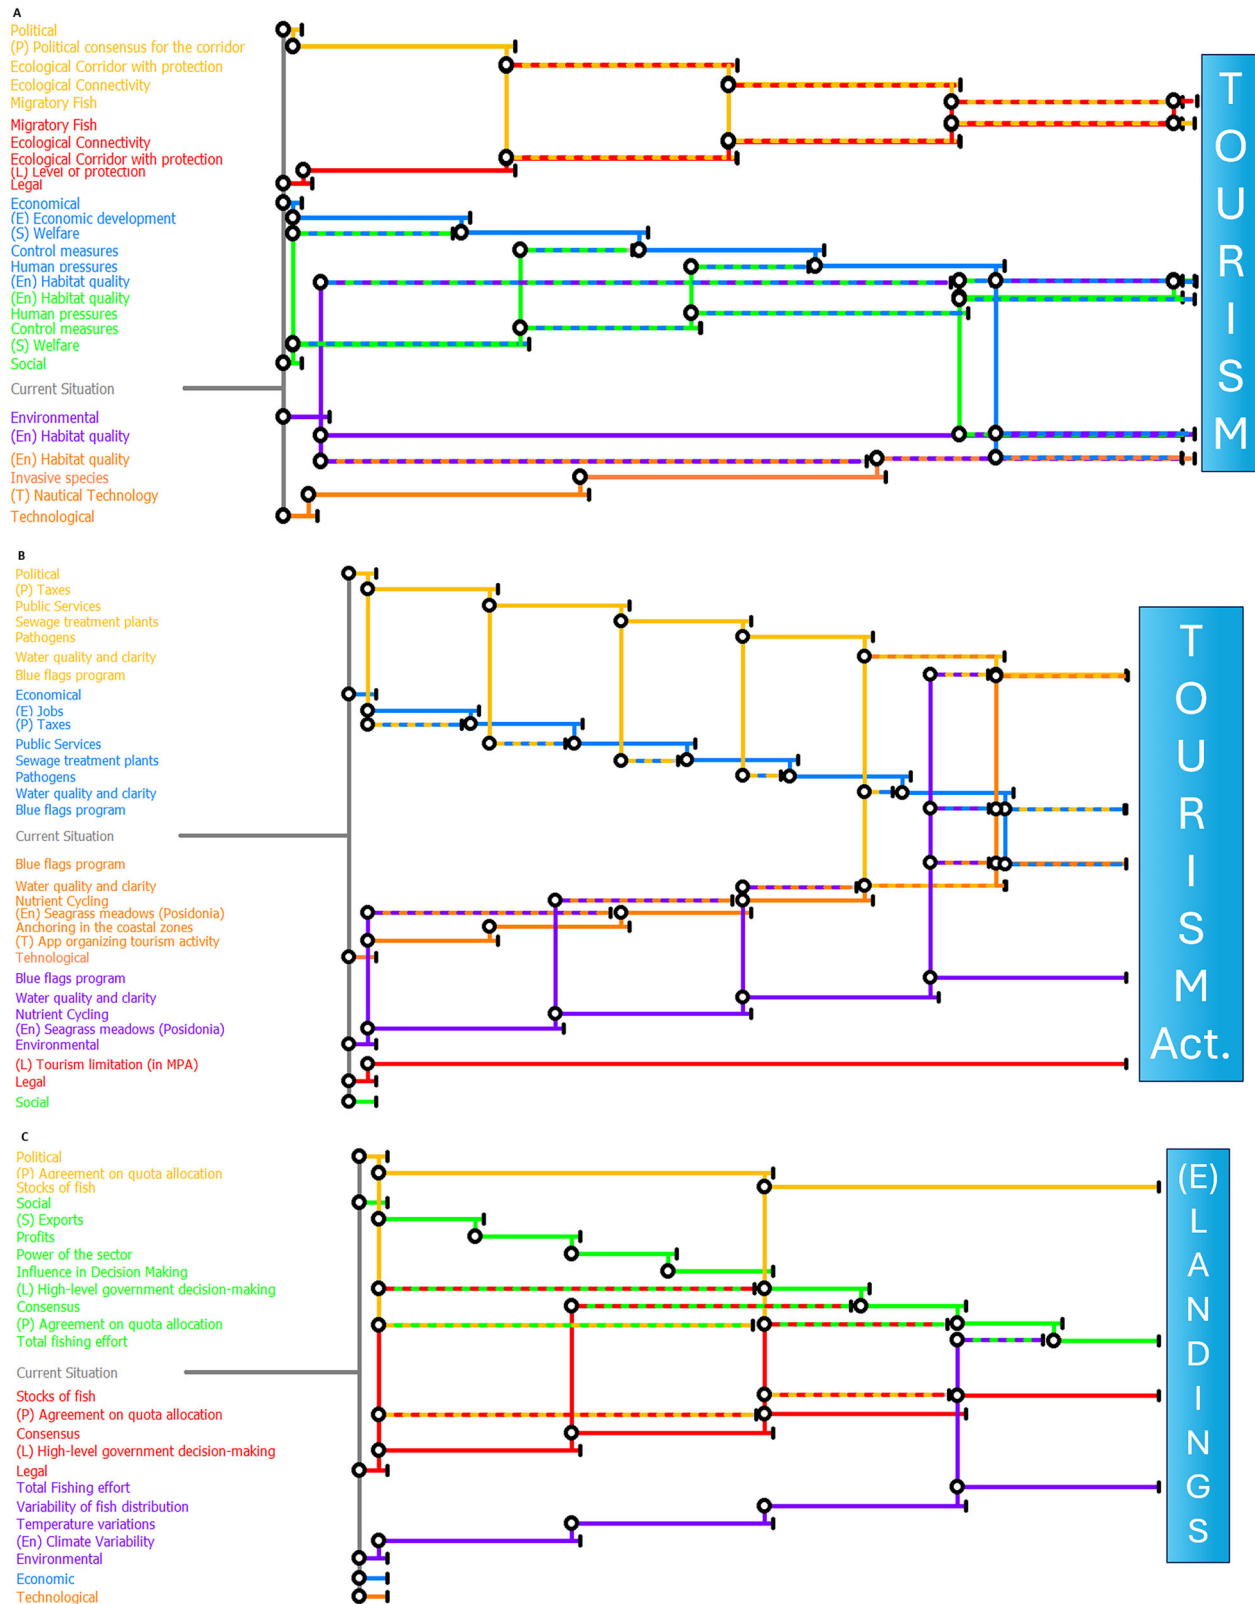 A
Political
(P) Political consensus for the corridor
Ecological Corridor with protection
Ecological Connectivity
Migratory Fish
Migratory Fish
Ecological Connectivity
Ecological Corridor with protection
(L) Level of protection
Legal
Economical
(E) Economic development
(S) Welfare
Control measures
Human pressures
(En) Habitat quality
(En) Habitat quality
Human pressures
Control measures
(S) Welfare
Social
Current Situation
Environmental
(En) Habitat quality
(En) Habitat quality
Invasive species
(T) Nautical Technology
Technological
T
O
U
R
I
S
M
B
Political
(P) Taxes
Public Services
Sewage treatment plants
Pathogens
Water quality and clarity
Blue flags program
Economical
(E) Jobs
(P) Taxes
Public Services
Sewage treatment plants
Pathogens
Water quality and clarity
Blue flags program
Current Situation
Blue flags program
Water quality and clarity
Nutrient Cycling
(En) Seagrass meadows (Posidonia)
Anchoring in the coastal zones
(T) App organizing tourism activity
Tehnological
Blue flags program
Water quality and clarity
Nutrient Cycling
(En) Seagrass meadows (Posidonia)
Environmental
(L) Tourism limitation (in MPA)
Legal
Social
T
O
U
R
I
S
M
Act.
C
Political
(P) Agreement on quota allocation
Stocks of fish
Social
(S) Exports
Profits
Power of the sector
Influence in Decision Making
(L) High-level government decision-making
Consensus
(P) Agreement on quota allocation
Total fishing effort
Current Situation
Stocks of fish
(P) Agreement on quota allocation
Consensus
(L) High-level government decision-making
Legal
Total Fishing effort
Variability of fish distribution
Temperature variations
(En) Climate Variability
Environmental
Economic
Technological
(E)
L
A
N
D
I
N
G
S